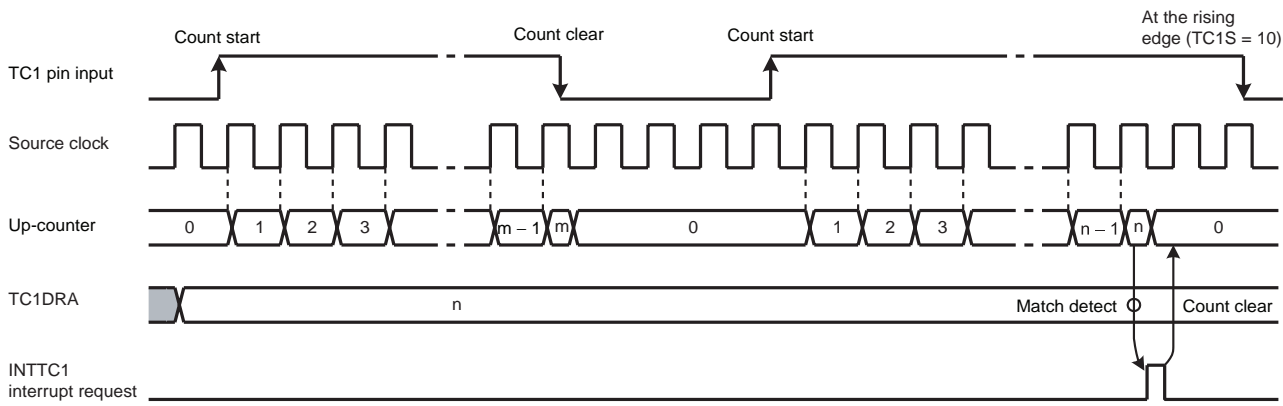 At the rising
edge (TC1S = 10)
Count start
Count clear
Count start
TC1 pin input
Source clock
Up-counter
0 1 2 3 m – 1 m 0 1 2 3 n – 1 n 0
TC1DRA
n
Match detect
Count clear
INTTC1
interrupt request